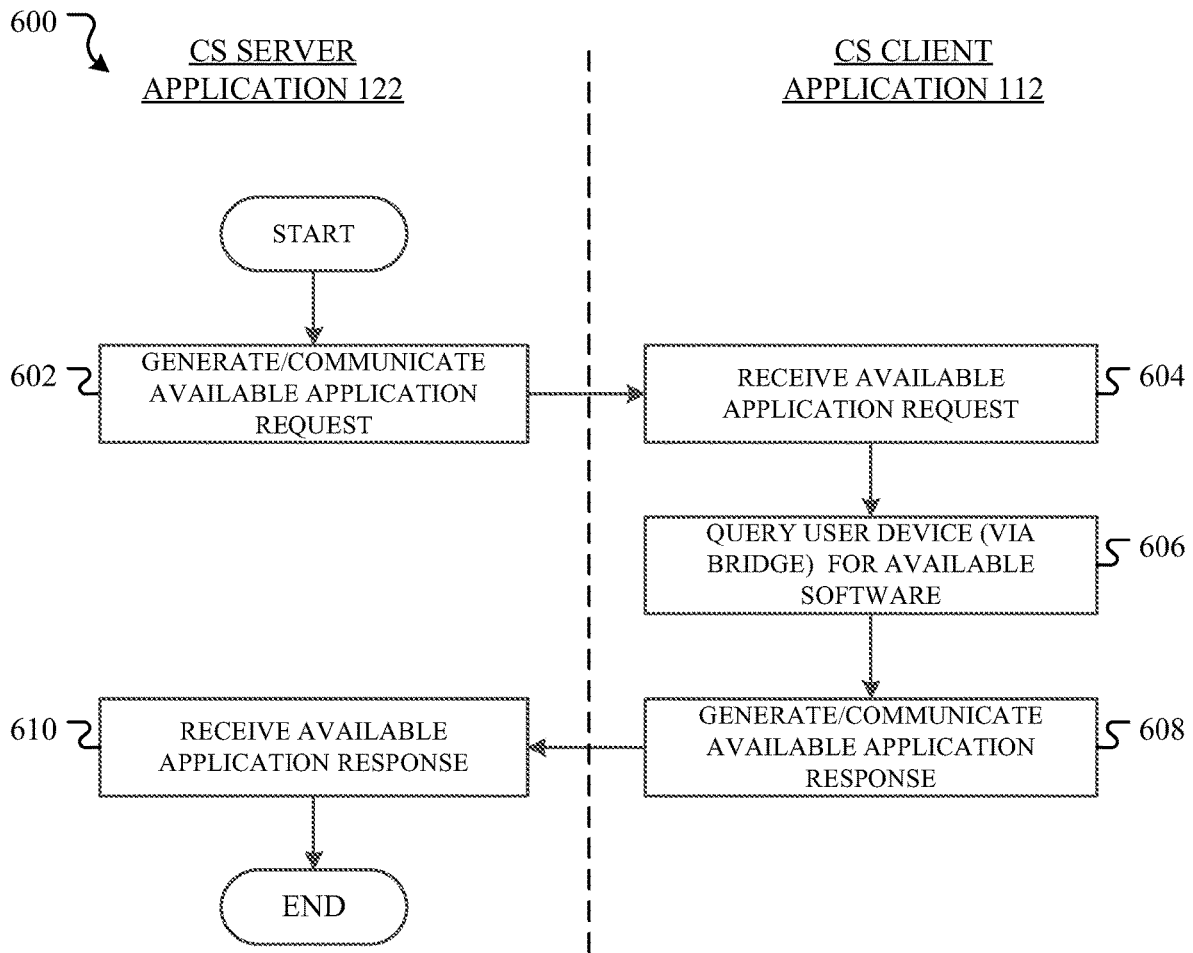 600
CS SERVER
APPLICATION 122
CS CLIENT
APPLICATION 112
START
602
GENERATE/COMMUNICATE
AVAILABLE APPLICATION
REQUEST
RECEIVE AVAILABLE
APPLICATION REQUEST
604
QUERY USER DEVICE (VIA
BRIDGE) FOR AVAILABLE
SOFTWARE
606
610
RECEIVE AVAILABLE
APPLICATION RESPONSE
GENERATE/COMMUNICATE
AVAILABLE APPLICATION
RESPONSE
608
END